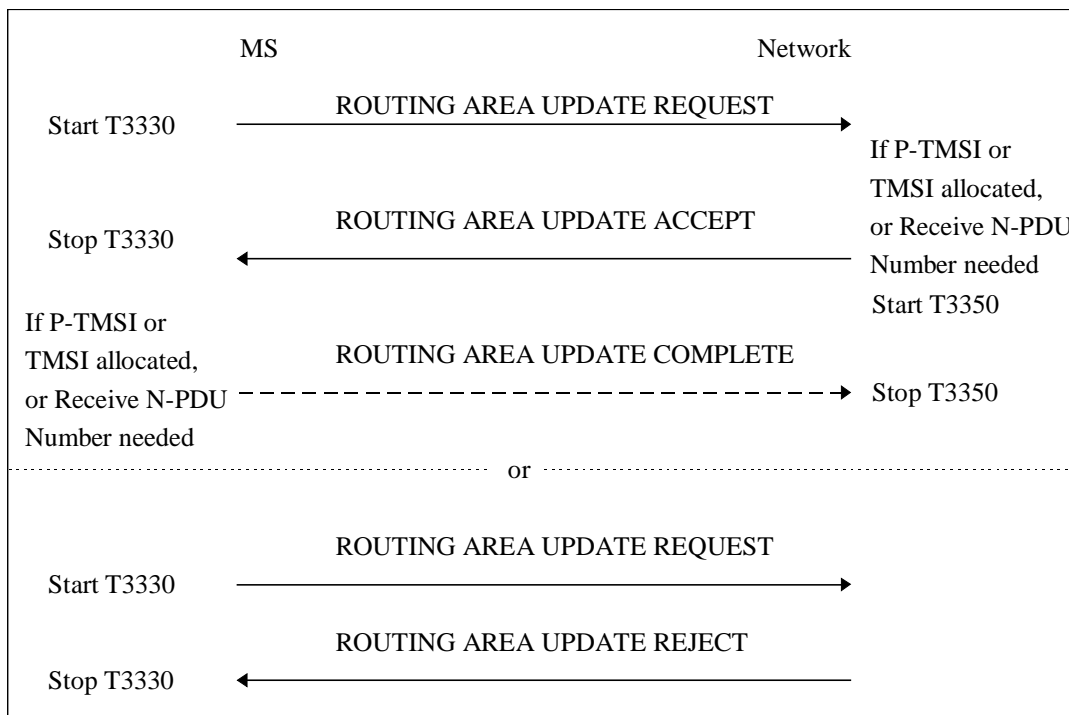 MS Network
Start T3330 ROUTING AREA UPDATE REQUEST
If P-TMSI or
TMSI allocated,
or Receive N-PDU
Number needed
Start T3350
Stop T3330 ROUTING AREA UPDATE ACCEPT
If P-TMSI or
TMSI allocated,
or Receive N-PDU
Number needed
ROUTING AREA UPDATE COMPLETE
Stop T3350
or
ROUTING AREA UPDATE REQUEST
Start T3330
ROUTING AREA UPDATE REJECT
Stop T3330